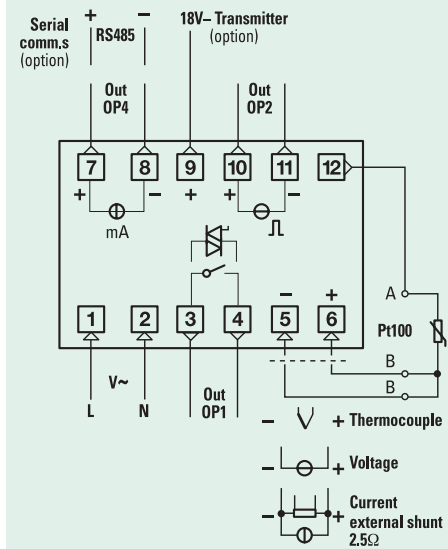 Serial + − 18V– Transmitter
comm.s RS485 (option)
(option)
Out Out
OP4 OP2
7 8 9 10 11 12
+ − + + −
mA
A
− +
1 2 3 4 5 6
Pt100
B
V~ Out B
L N OP1
− + Thermocouple
− + Voltage
Current
− + external shunt
2.5Ω